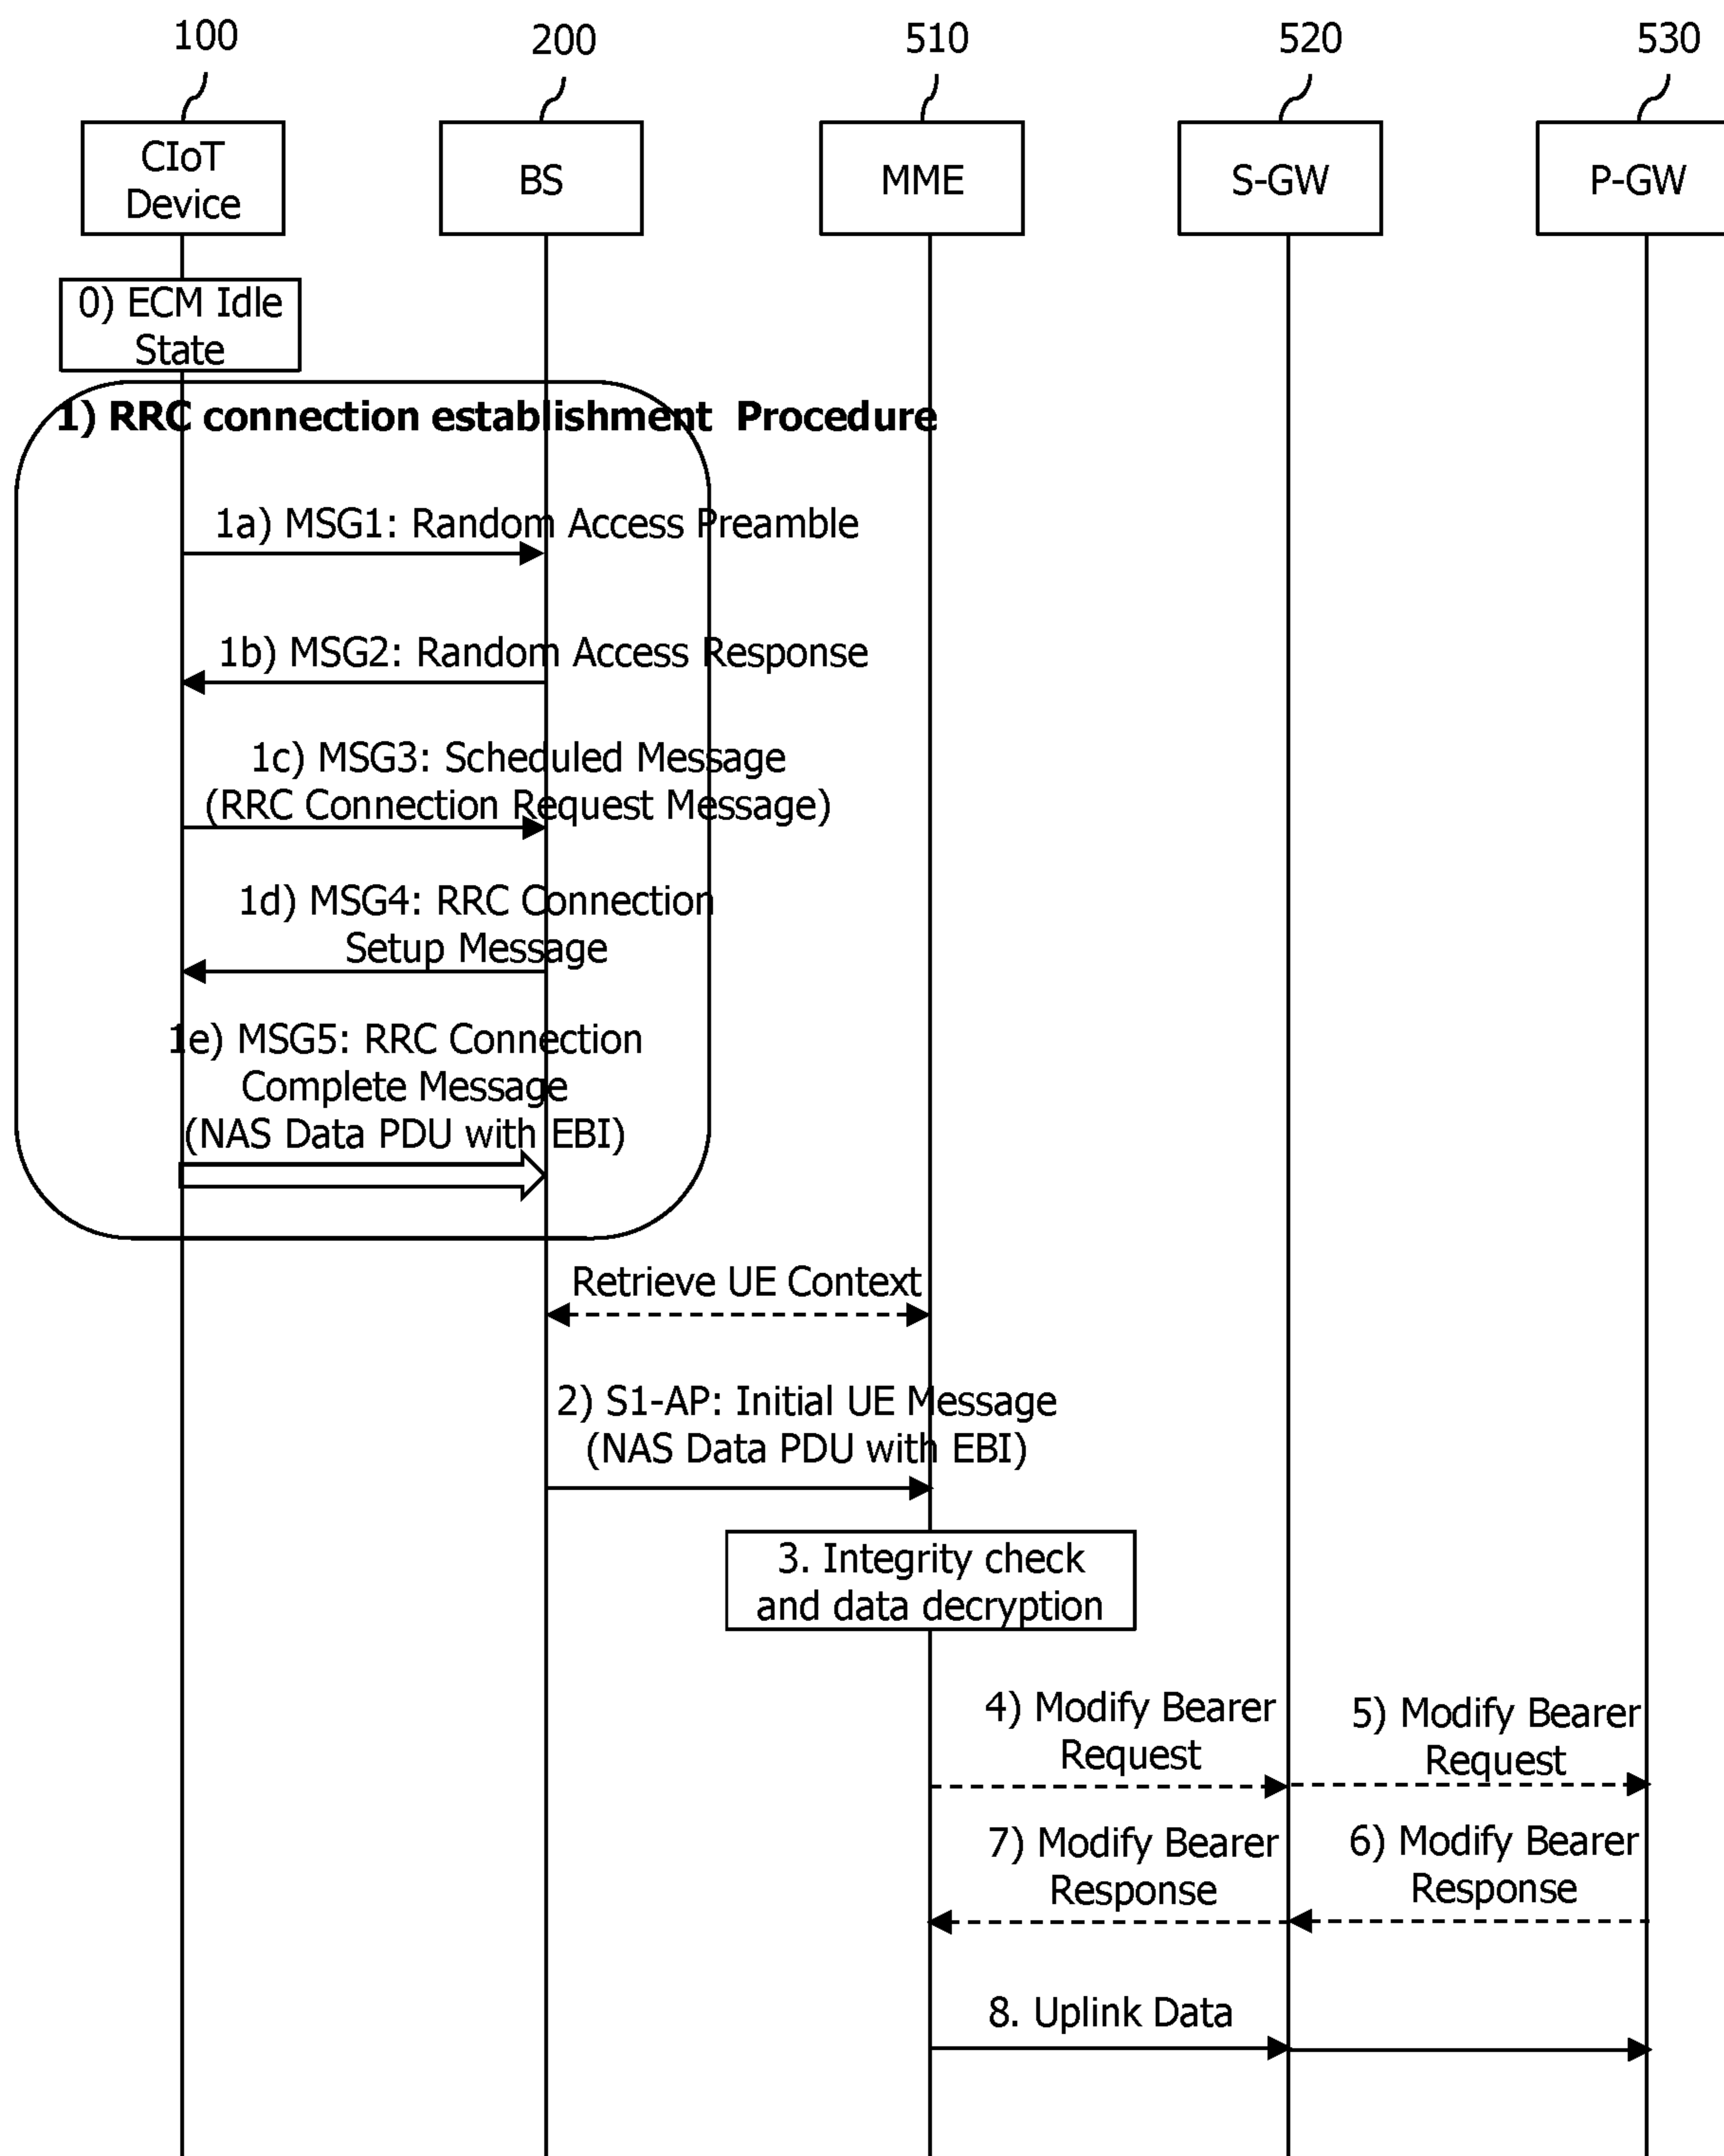 100
200
510
520
530
CIoT
Device
BS
MME
S-GW
P-GW
0) ECM Idle
State
1) RRC connection establishment Procedure
1a) MSG1: Random Access Preamble
1b) MSG2: Random Access Response
1c) MSG3: Scheduled Message
(RRC Connection Request Message)
1d) MSG4: RRC Connection
Setup Message
1e) MSG5: RRC Connection
Complete Message
(NAS Data PDU with EBI)
Retrieve UE Context
2) S1-AP: Initial UE Message
(NAS Data PDU with EBI)
3. Integrity check
and data decryption
4) Modify Bearer
Request
5) Modify Bearer
Request
7) Modify Bearer
Response
6) Modify Bearer
Response
8. Uplink Data